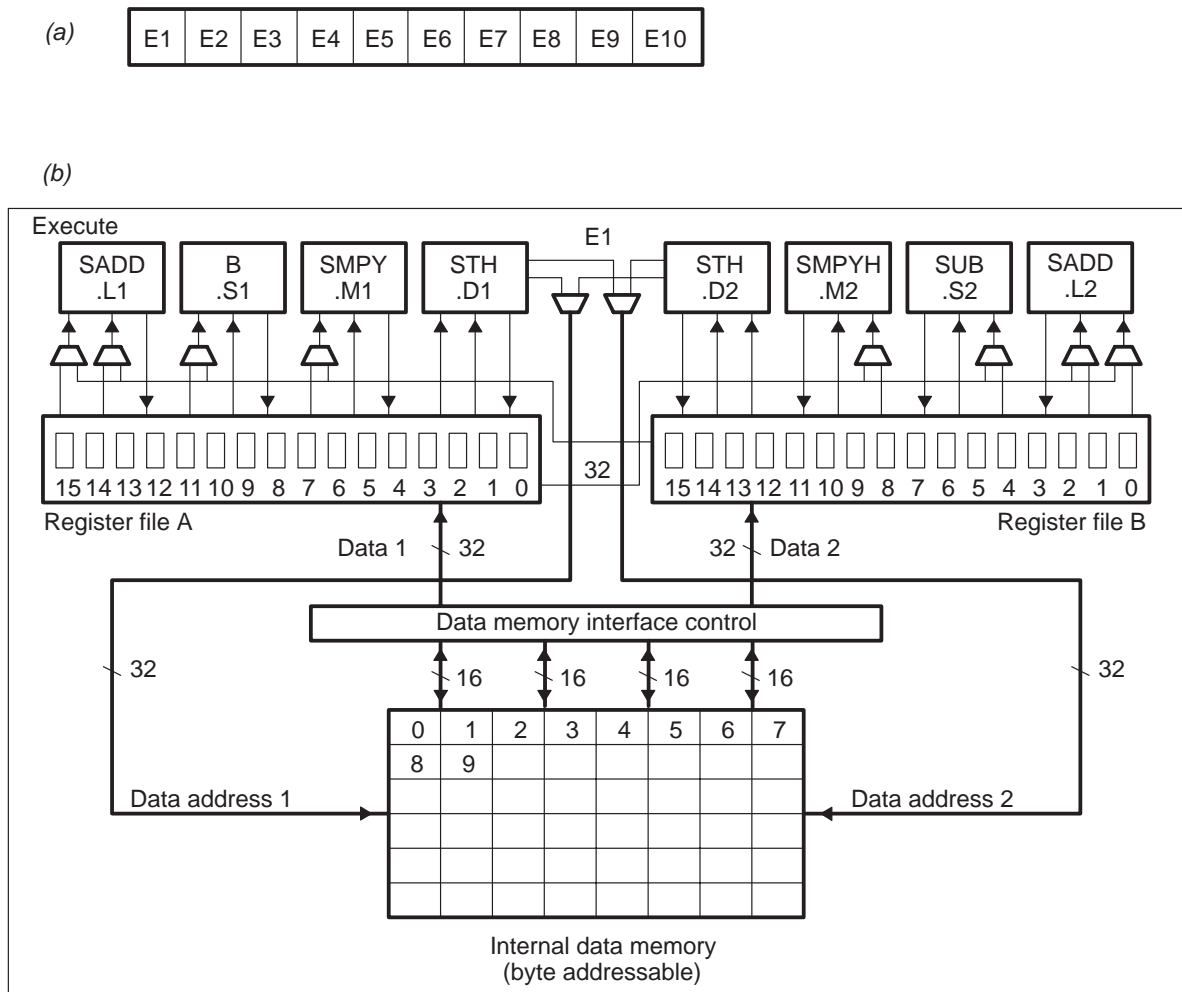 (a)
E1 E2 E3 E4 E5 E6 E7 E8 E9 E10
(b)
Execute
E1
SADD .L1
B .S1
SMPY .M1
STH .D1
STH .D2
SMPYH .M2
SUB .S2
SADD .L2
15 14 13 12 11 10 9 8 7 6 5 4 3 2 1 0
32
15 14 13 12 11 10 9 8 7 6 5 4 3 2 1 0
Register file A
Register file B
Data 1
32
32
Data 2
Data memory interface control
32
16
16
16
16
32
0 1 2 3 4 5 6 7
8 9
Data address 1
Data address 2
Internal data memory
(byte addressable)